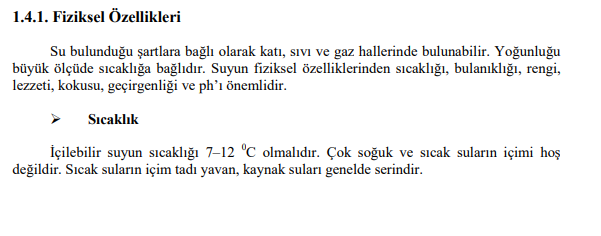 1.4.1. Fiziksel Özellikleri
Su bulunduğu şartlara bağlı olarak katı, sıvı ve gaz hallerinde bulunabilir. Yoğunluğu
büyük ölçüde sıcaklığa bağlıdır. Suyun fiziksel özelliklerinden sıcaklığı, bulanıklığı, rengi,
lezzeti, kokusu, geçirgenliği ve ph’ı önemlidir.
➢ Sıcaklık
İçilebilir suyun sıcaklığı 7–12 ⁰C olmalıdır. Çok soğuk ve sıcak suların içimi hoş
değildir. Sıcak suların içim tadı yavan, kaynak suları genelde serindir.